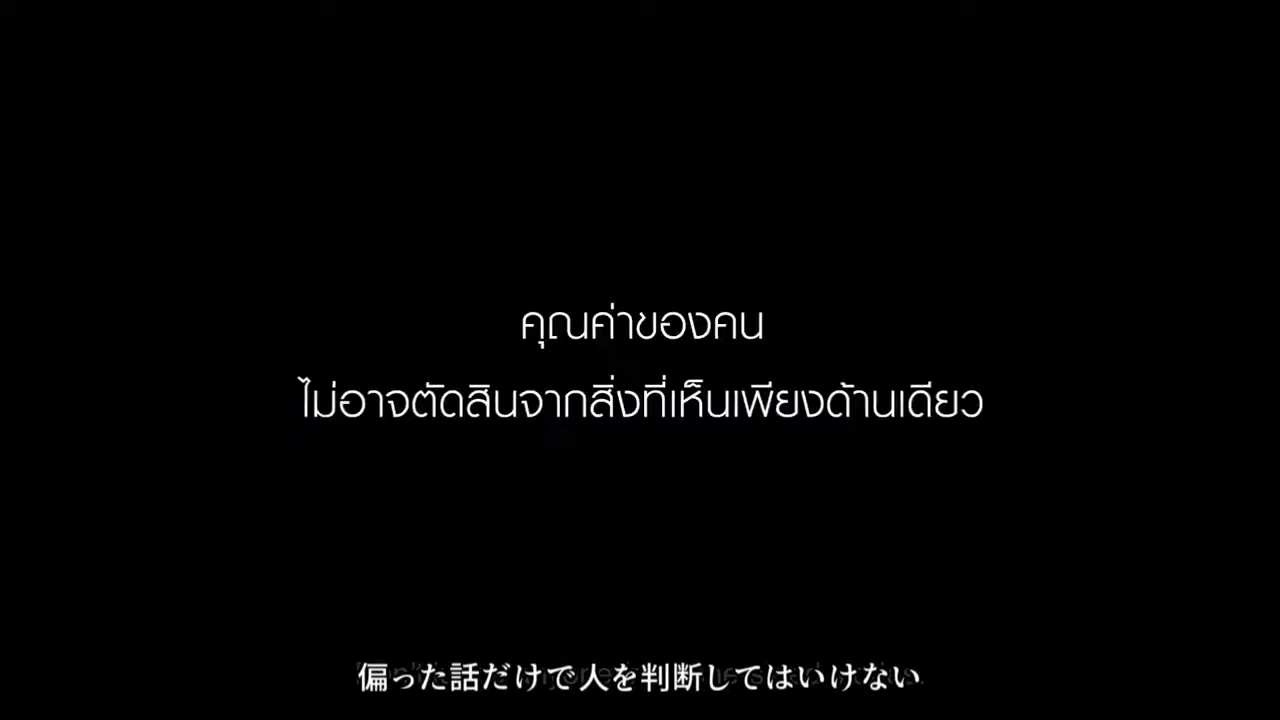 คุณค่าของคน
ไม่อาจตัดสินจากสิ่งที่เห็นเพียงด้านเดียว
偏った話だけで人を判断してはいけない